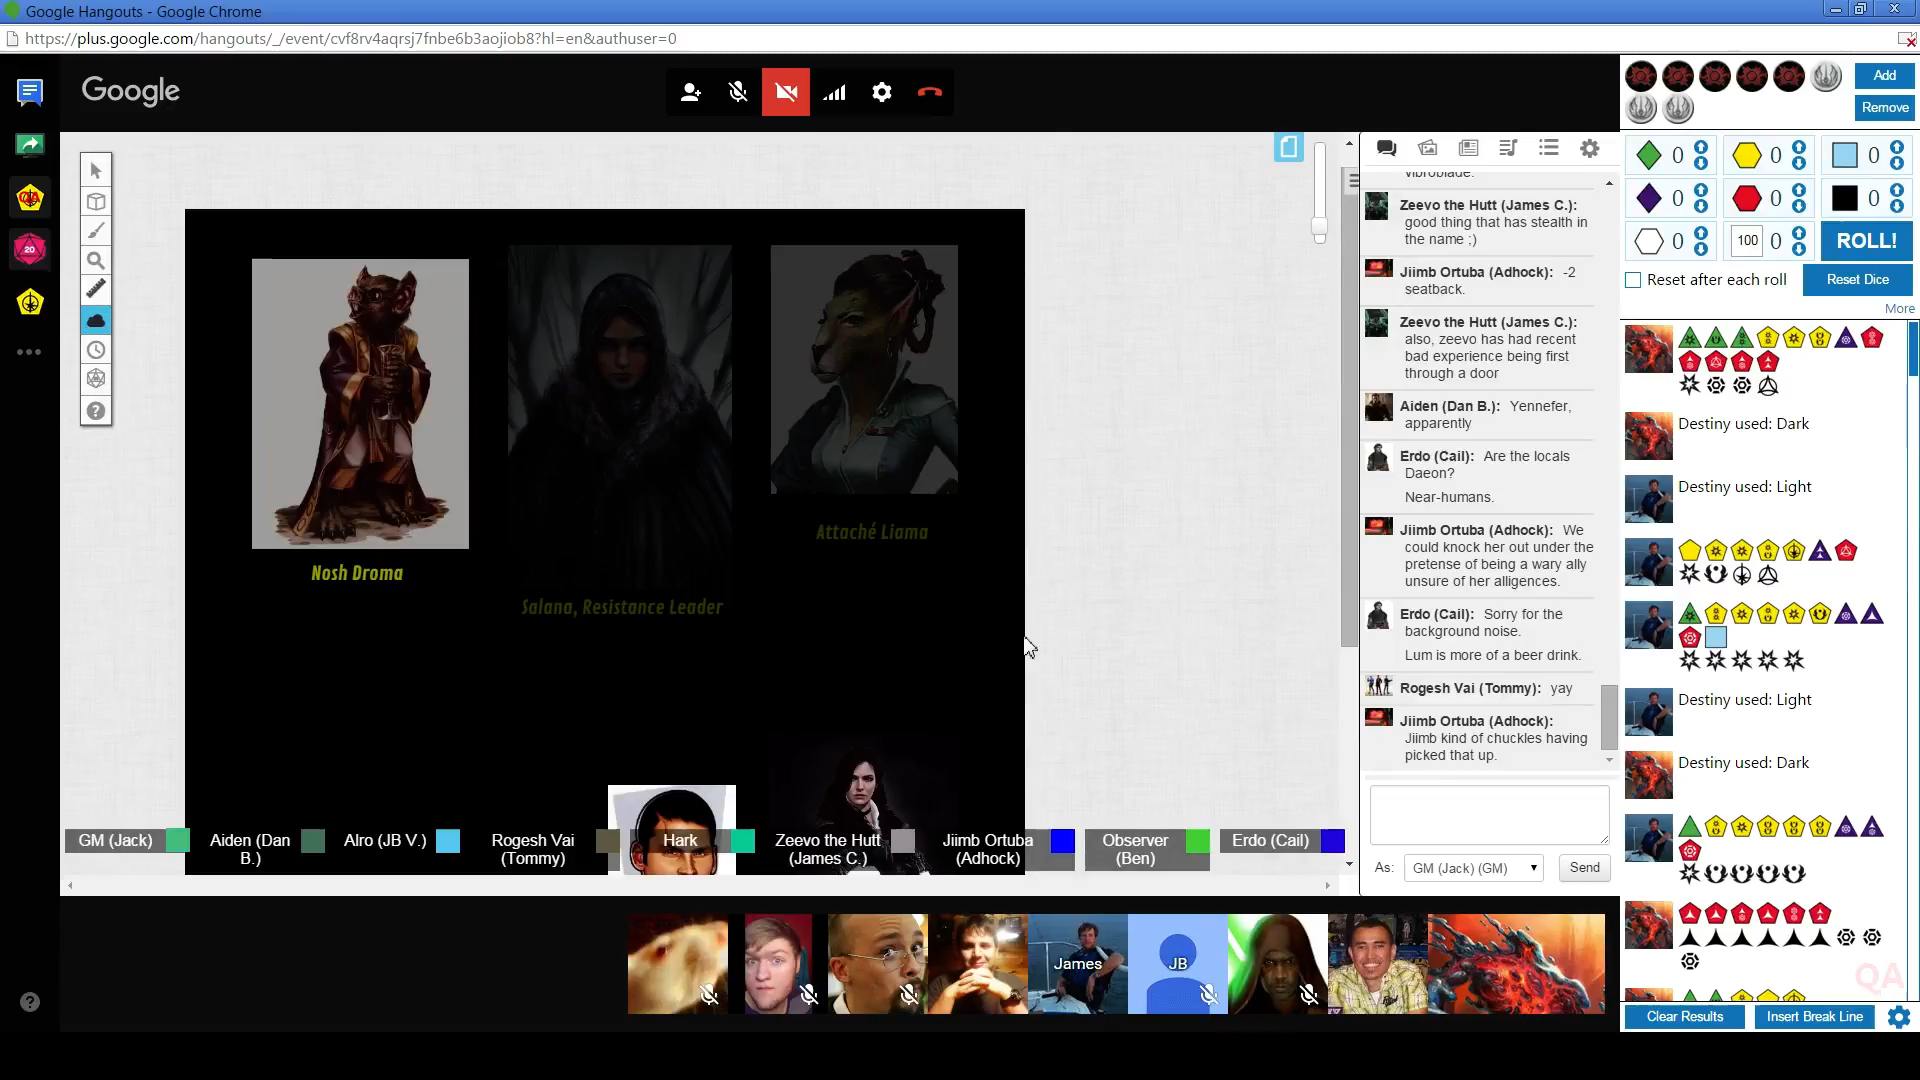 Google Hangouts - Google Chrome
https://plus.google.com/hangouts/_/event/cvf8rv4aqrsj7fnbe6b3aojiob8?hl=en&authuser=0
Google
Nosh Droma
Salana, Resistance Leader
Attaché Liama
GM (Jack)
Aiden (Dan
B.)
Alro (JB V.)
Rogesh Vai
(Tommy)
Hark
Zeevo the Hutt
(James C.)
Jiimb Ortuba
(Adhock)
Observer
(Ben)
Erdo (Cail)
James
JB
vibroblade.
Zeevo the Hutt (James C.):
good thing that has stealth in
the name ;)
Jiimb Ortuba (Adhock): -2
seatback.
Zeevo the Hutt (James C.):
also, zeevo has had recent
bad experience being first
through a door
Aiden (Dan B.): Yennefer,
apparently
Erdo (Cail): Are the locals
Daeon?
Near-humans.
Jiimb Ortuba (Adhock): We
could knock her out under the
pretense of being a wary ally
unsure of her alligences.
Erdo (Cail): Sorry for the
background noise.
Lum is more of a beer drink.
Rogesh Vai (Tommy): yay
Jiimb Ortuba (Adhock):
Jiimb kind of chuckles having
picked that up.
As: GM (Jack) (GM) Send
Add
Remove
0 0 0
0 0 0
0 100 0 ROLL!
Reset after each roll Reset Dice
More
Destiny used: Dark
Destiny used: Light
Destiny used: Light
Destiny used: Dark
QA
Clear Results Insert Break Line